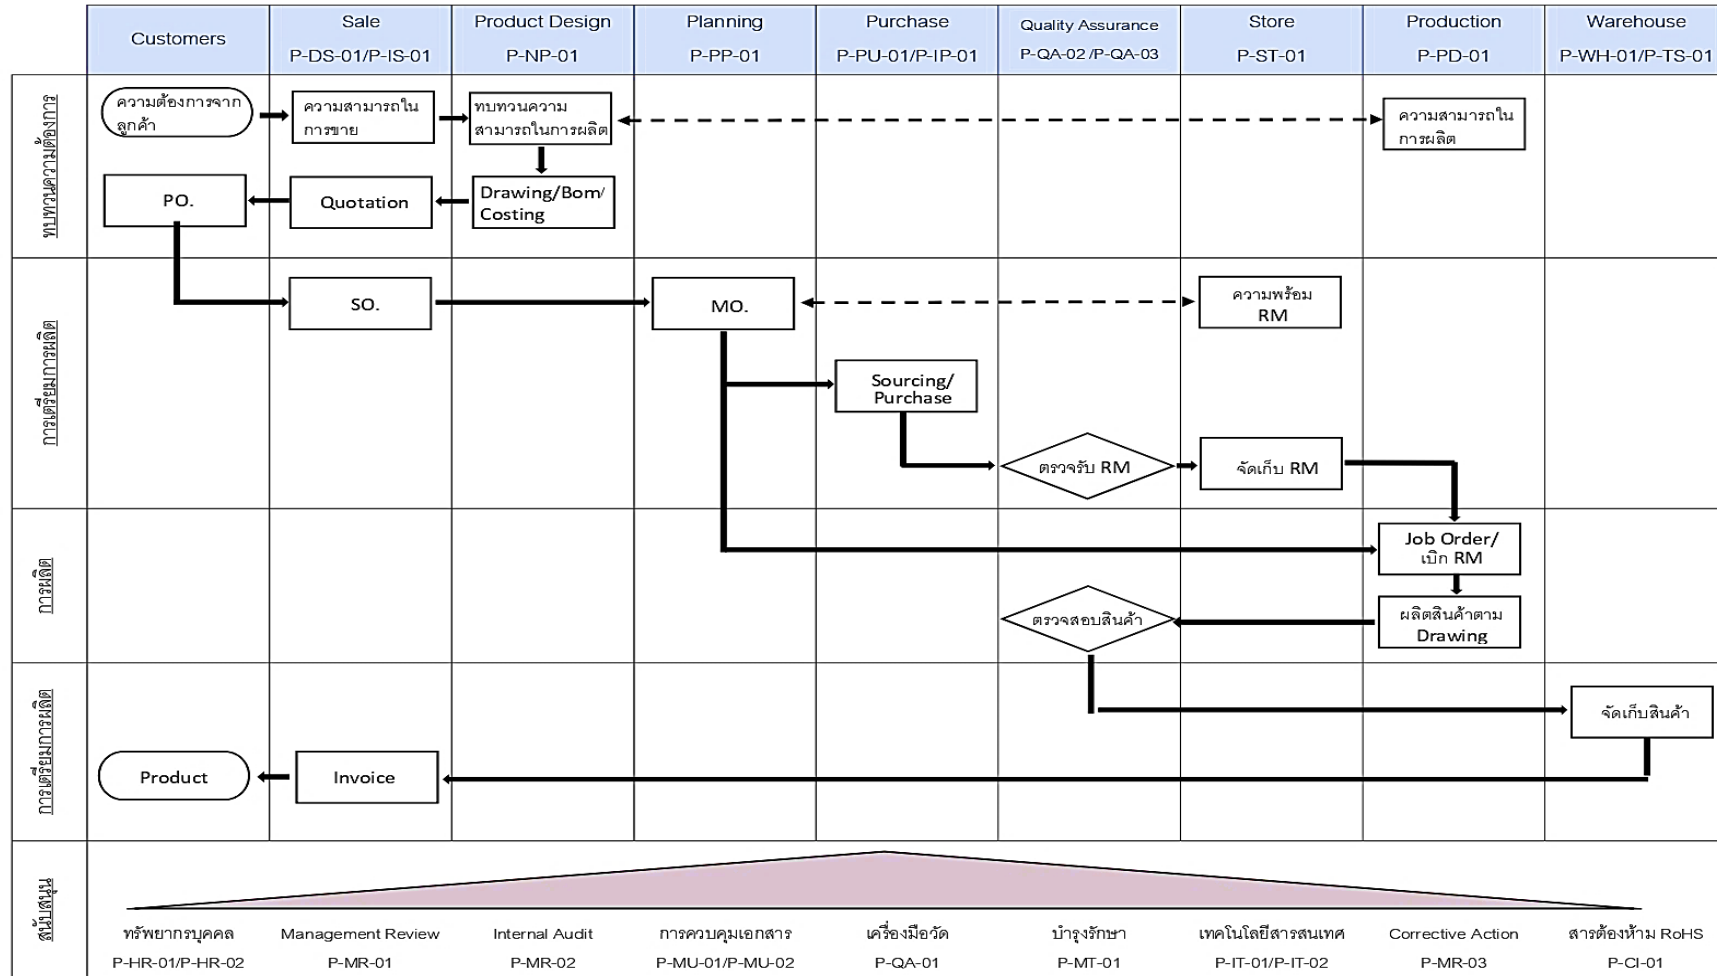 Customers
Sale
P-DS-01/P-IS-01
Product Design
P-NP-01
Planning
P-PP-01
Purchase
P-PU-01/P-IP-01
Quality Assurance
P-QA-02 /P-QA-03
Store
P-ST-01
Production
P-PD-01
Warehouse
P-WH-01/P-TS-01
ทบทวนความต้องการ
ความต้องการจาก
ลูกค้า
ความสามารถใน
การขาย
ทบทวนความ
สามารถในการผลิต
ความสามารถใน
การผลิต
PO.
Quotation
Drawing/Bom/
Costing
การเตรียมการผลิต
SO.
MO.
ความพร้อม
RM
Sourcing/
Purchase
ตรวจรับ RM
จัดเก็บ RM
การผลิต
Job Order/
เบิก RM
ตรวจสอบสินค้า
ผลิตสินค้าตาม
Drawing
การเตรียมการผลิต
จัดเก็บสินค้า
Product
Invoice
สนับสนุน
ทรัพยากรบุคคล
P-HR-01/P-HR-02
Management Review
P-MR-01
Internal Audit
P-MR-02
การควบคุมเอกสาร
P-MU-01/P-MU-02
เครื่องมือวัด
P-QA-01
บำรุงรักษา
P-MT-01
เทคโนโลยีสารสนเทศ
P-IT-01/P-IT-02
Corrective Action
P-MR-03
สารต้องห้าม RoHS
P-CI-01